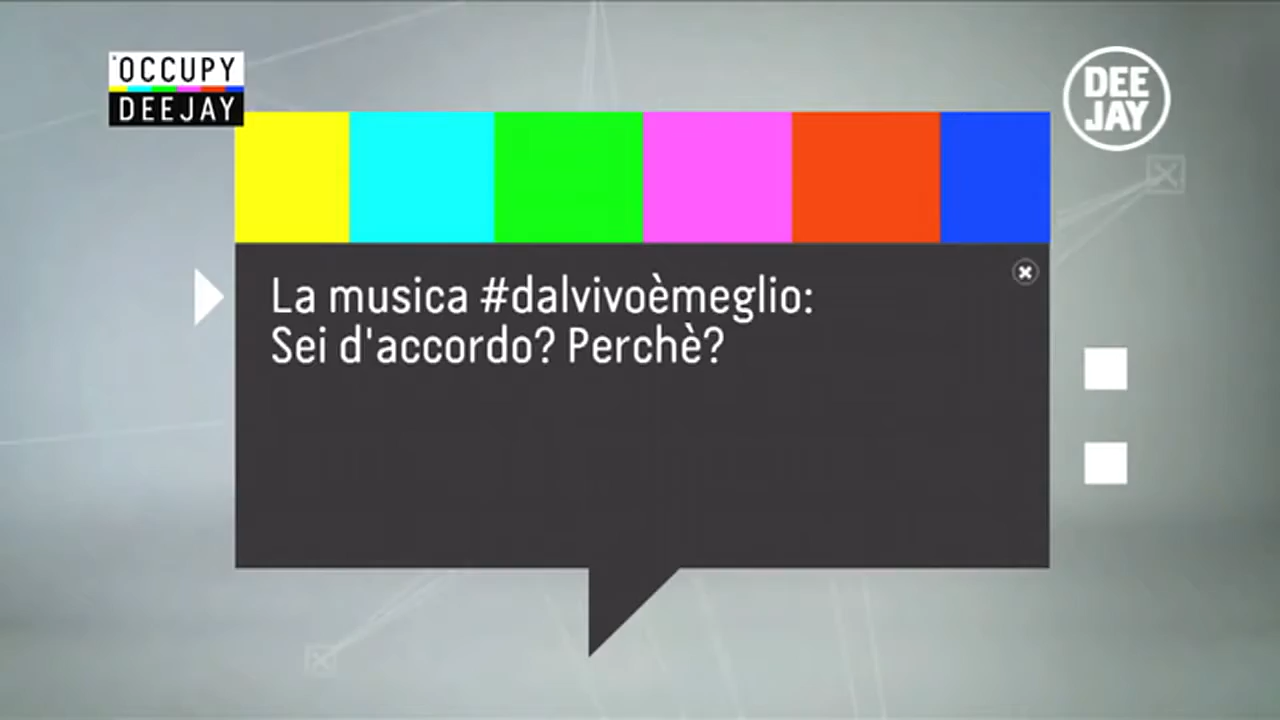 OCCUPY
DEEJAY
DEE
JAY
La musica #dalvivoèmeglio:
Sei d'accordo? Perchè?